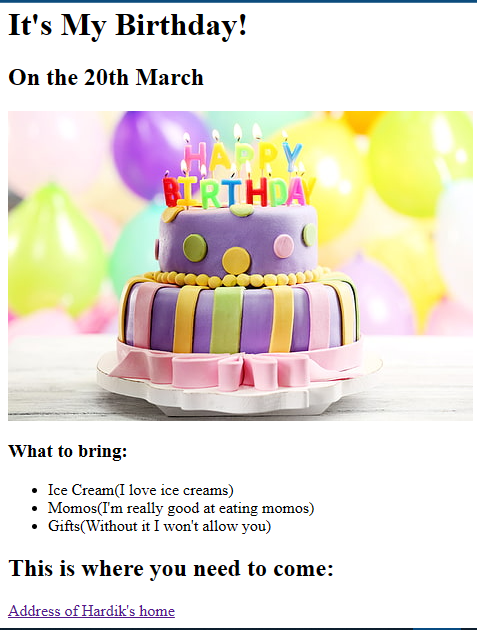 It's My Birthday!
On the 20th March
HAPPY
BIRTHDAY
What to bring:
Ice Cream(I love ice creams)
Momos(I'm really good at eating momos)
Gifts(Without it I won't allow you)
This is where you need to come:
Address of Hardik's home